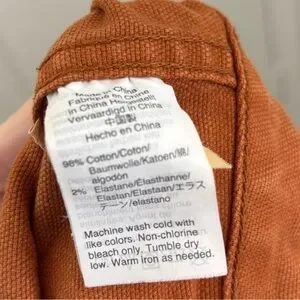 Made in China
Fabriqué en China
in China Hergestellt
Vervaardigd in China
中国製
Hecho en China
98% Cotton/Coton/
Baumwolle/Katoen/綿/
algodón
2% Elastane/Élasthanne/
Elastan/Elastaan/エラス
テーン/elastano
Machine wash cold with
like colors. Non-chlorine
bleach only. Tumble dry
low. Warm iron as needed.